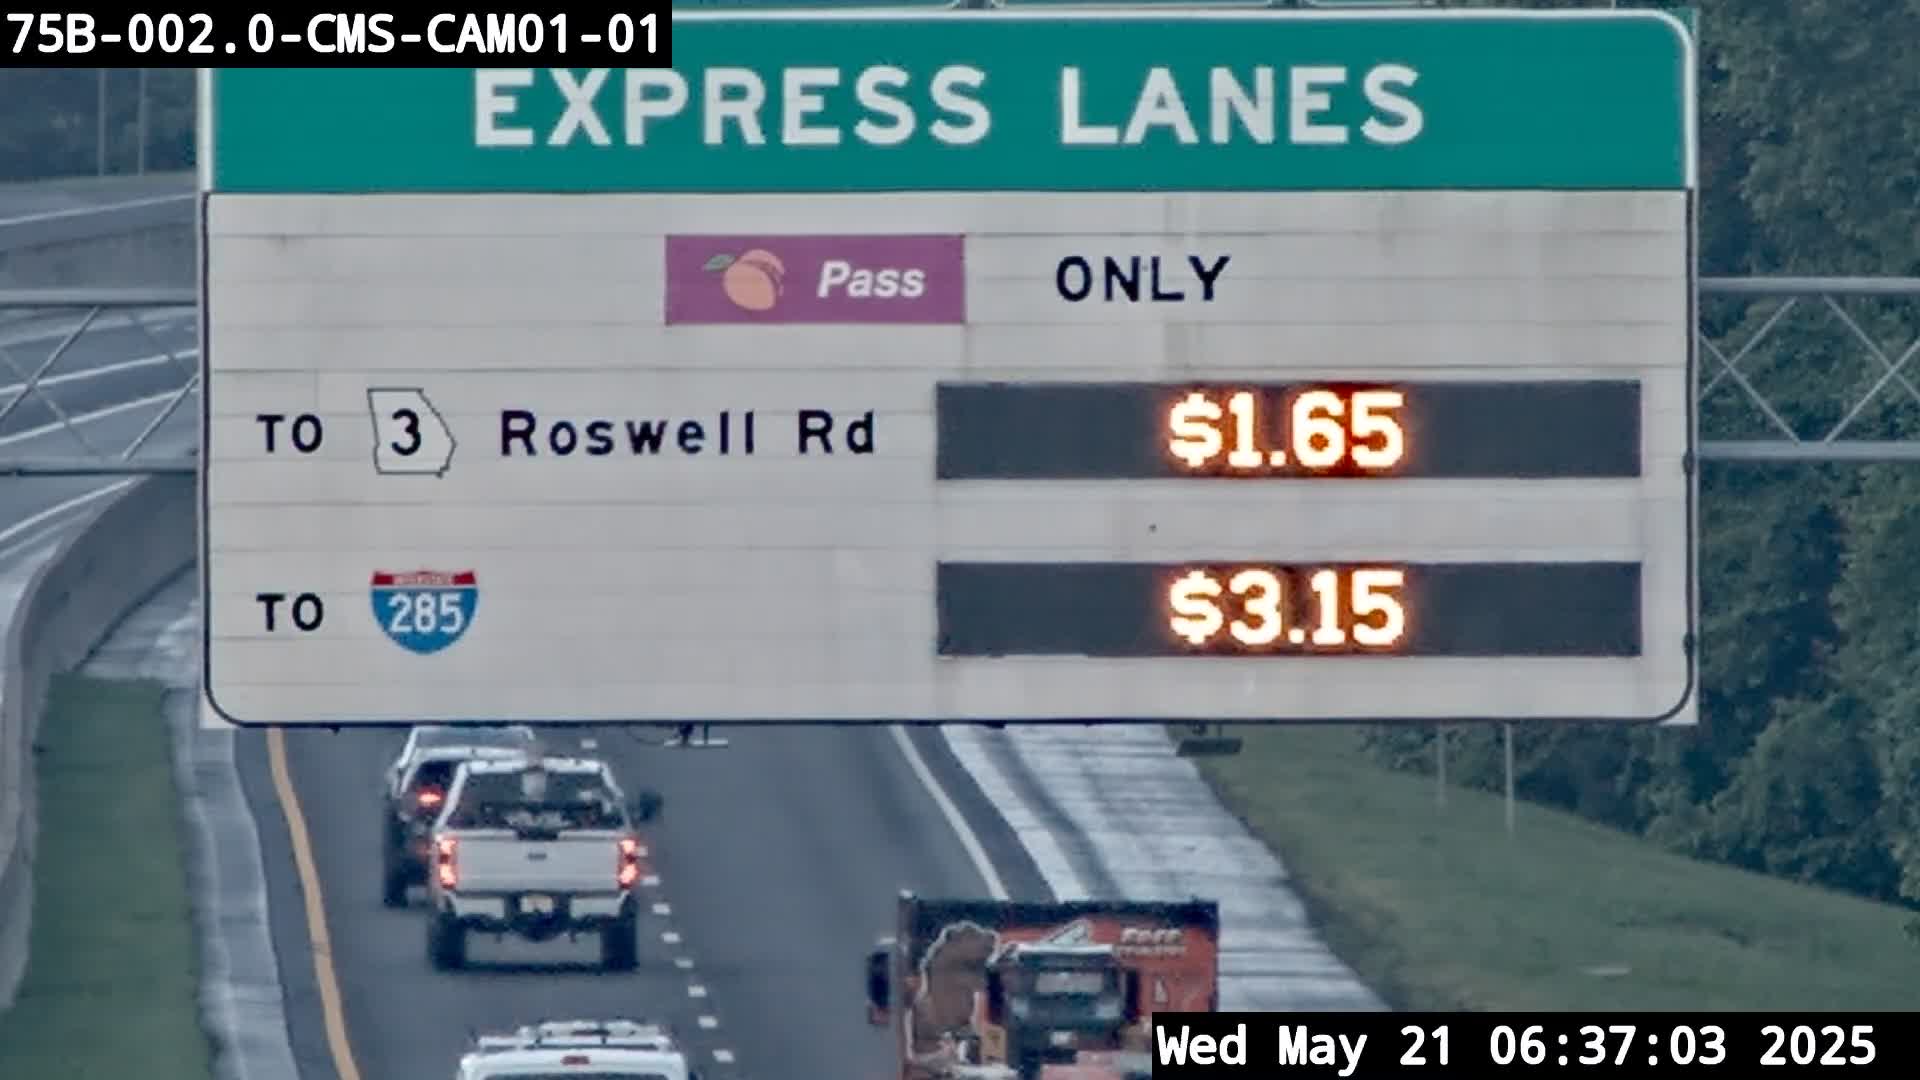 75B-002.0-CMS-CAM01-01
EXPRESS LANES
Pass ONLY
TO 3 Roswell Rd $1.65
INTERSTATE
TO 285 $3.15
Wed May 21 06:37:03 2025